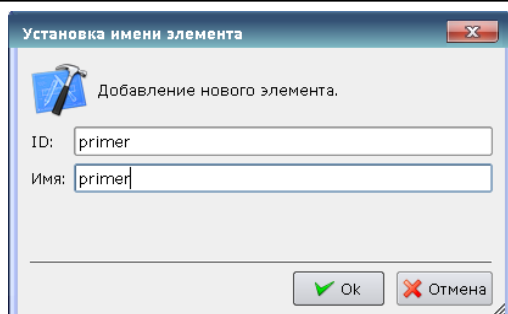 Установка имени элемента
Добавление нового элемента.
ID: primer
Имя: primer
Ok Отмена